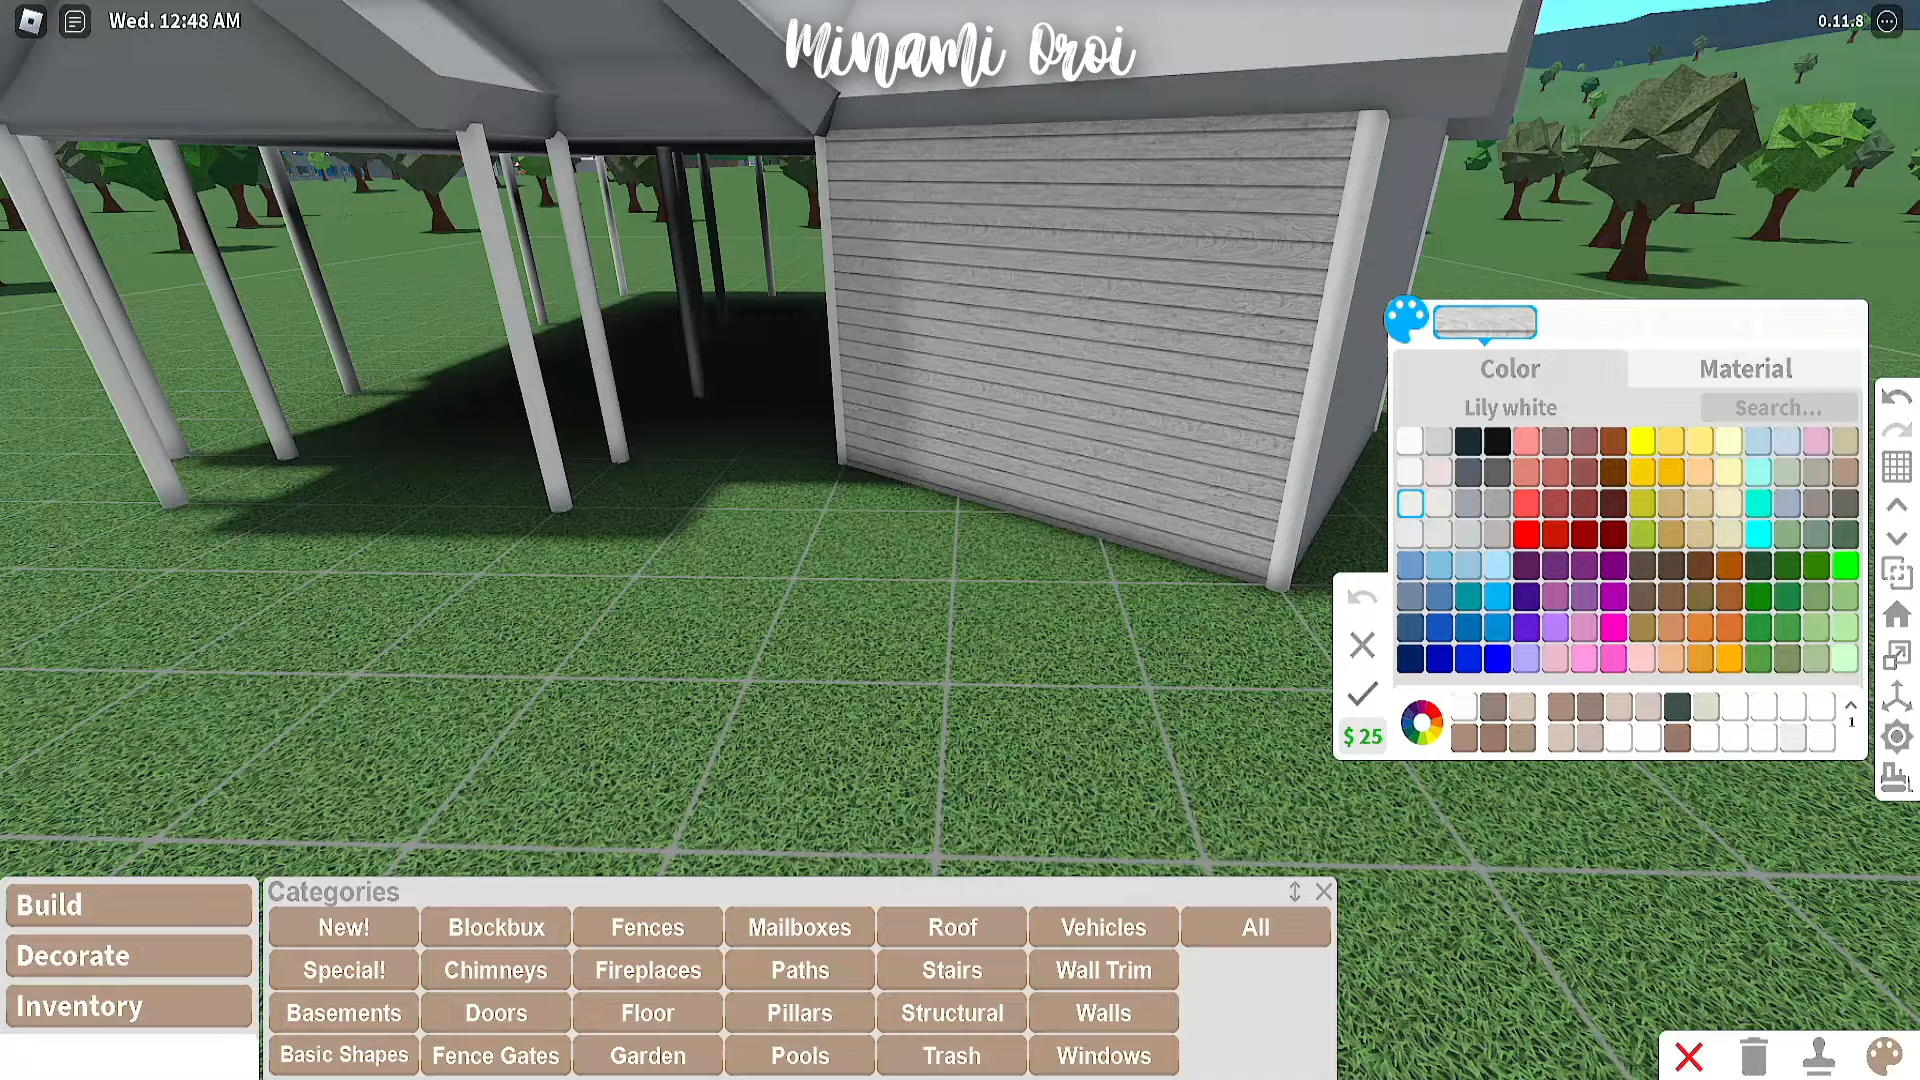 Wed. 12:48 AM
Minami Oroi
0.11.8
Color
Material
Lily white
Search...
$ 25
1
Build
Decorate
Inventory
Categories
New! Blockbux Fences Mailboxes Roof Vehicles All
Special! Chimneys Fireplaces Paths Stairs Wall Trim
Basements Doors Floor Pillars Structural Walls
Basic Shapes Fence Gates Garden Pools Trash Windows